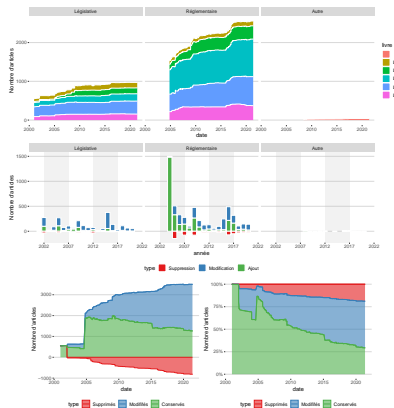 Législative Réglementaire Autre
Nombre d'articles
2000
1000
0
2000 2005 2010 2015 2020 2000 2005 2010 2015 2020 2000 2005 2010 2015 2020
date
livre
Législative Réglementaire Autre
Nombre d'articles
1500
1000
500
0
2002 2007 2012 2017 2022 2002 2007 2012 2017 2022 2002 2007 2012 2017 2022
année
type Suppression Modification Ajout
Nombre d'articles
3000
2000
1000
0
−1000
2000 2005 2010 2015 2020
date
type Supprimés Modifiés Conservés
Nombre d'articles
100%
75%
50%
25%
0%
2000 2005 2010 2015 2020
date
type Supprimés Modifiés Conservés